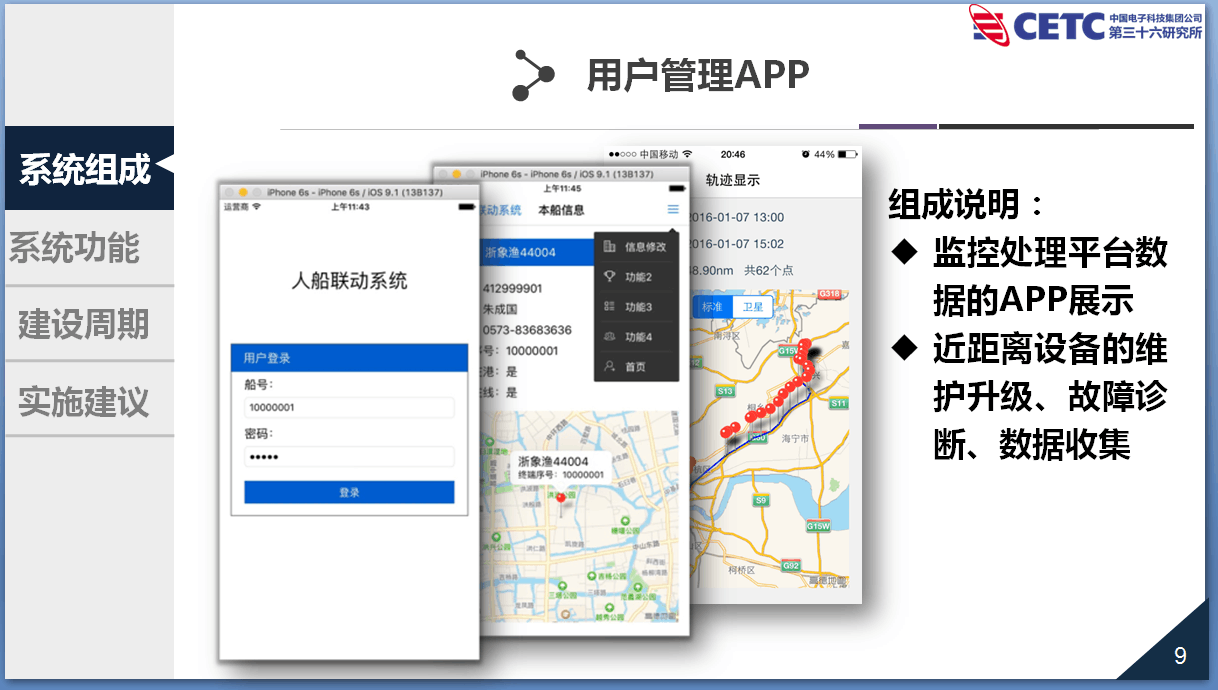 CETC
中国电子科技集团公司
第三十六研究所
用户管理APP
系统组成
系统功能
建设周期
实施建议
iPhone 6s - iPhone 6s / iOS 9.1 (13B137)
运营商
上午11:43
人船联动系统
用户登录
船号:
10000001
密码:
•••••
登录
iPhone 6s - iPhone 6s / iOS 9.1 (13B137)
上午11:45
联动系统
本船信息
浙象渔44004
412999901
朱成国
0573-83683636
号: 10000001
港: 是
线: 是
信息修改
功能2
功能3
功能4
首页
浙象渔44004
终端序号: 10000001
中山东路
中国移动
20:46
44%
轨迹显示
2016-01-07 13:00
2016-01-07 15:02
8.90nm 共62个点
标准
卫星
G318
南河区
G15W
S13
S11
海宁市
S9
G15W
G92
柯桥区
高德地图
组成说明：
◆ 监控处理平台数
据的APP展示
◆ 近距离设备的维
护升级、故障诊
断、数据收集
9